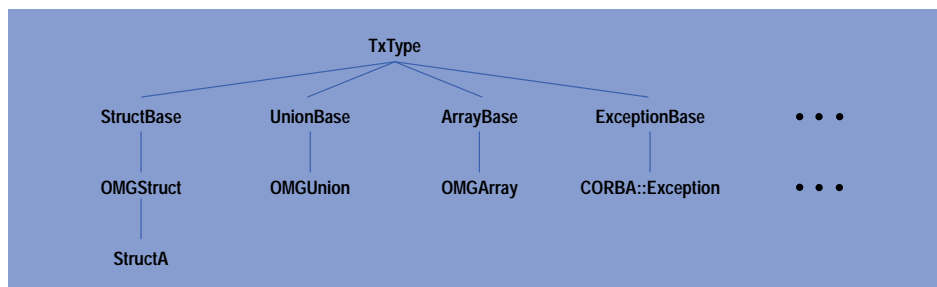 TxType
StructBase UnionBase ArrayBase ExceptionBase • • •
OMGStruct OMGUnion OMGArray CORBA::Exception • • •
StructA